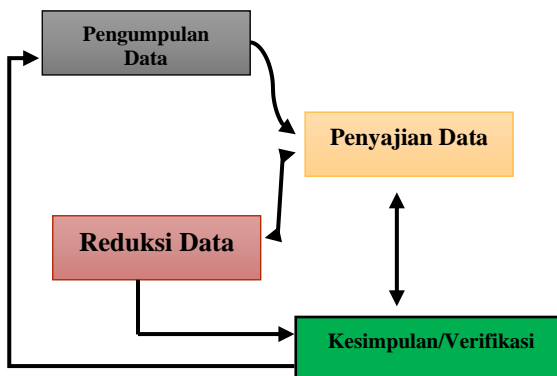 Pengumpulan
Data
Penyajian Data
Reduksi Data
Kesimpulan/Verifikasi